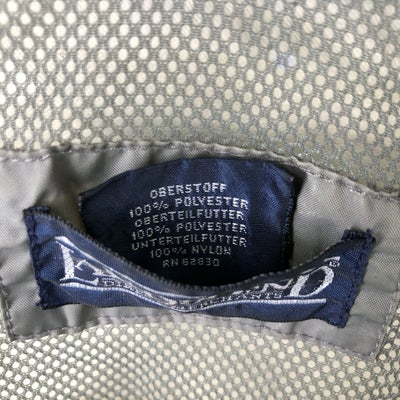 OBERSTOFF
100% POLYESTER
OBERTEILFUTTER
100% POLYESTER
UNTERTEILFUTTER
100% NYLON
RN 52830